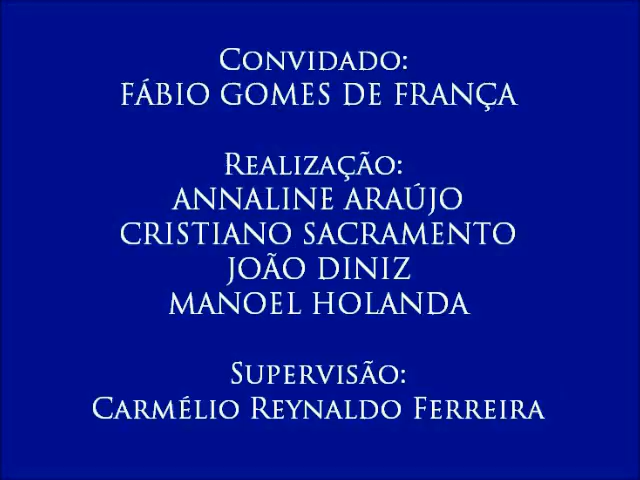 Convidado:
FÁBIO GOMES DE FRANÇA
Realização:
ANNALINE ARAÚJO
CRISTIANO SACRAMENTO
JOÃO DINIZ
MANOEL HOLANDA
Supervisão:
Carmélio Reynaldo Ferreira